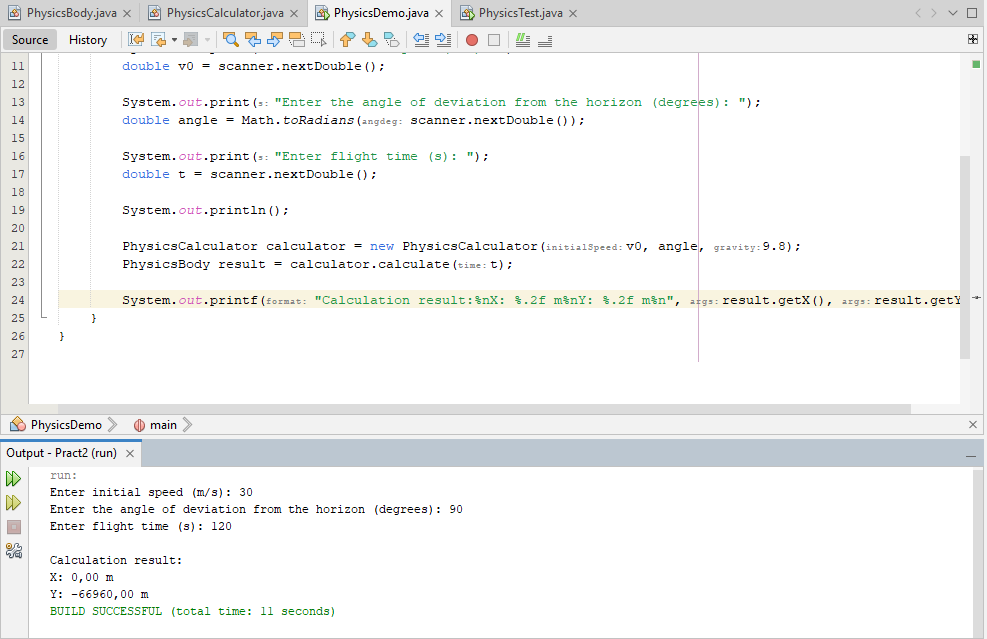 PhysicsBody.java PhysicsCalculator.java PhysicsDemo.java PhysicsTest.java
Source History
11 double v0 = scanner.nextDouble();
12
13 System.out.print(s: "Enter the angle of deviation from the horizon (degrees): ");
14 double angle = Math.toRadians(angdeg: scanner.nextDouble());
15
16 System.out.print(s: "Enter flight time (s): ");
17 double t = scanner.nextDouble();
18
19 System.out.println();
20
21 PhysicsCalculator calculator = new PhysicsCalculator(initialSpeed: v0, angle, gravity: 9.8);
22 PhysicsBody result = calculator.calculate(time: t);
23
24 System.out.printf(format: "Calculation result:%nX: %.2f m%nY: %.2f m%n", args: result.getX(), args: result.getY
25 }
26 }
27
PhysicsDemo main
Output - Pract2 (run)
run:
Enter initial speed (m/s): 30
Enter the angle of deviation from the horizon (degrees): 90
Enter flight time (s): 120
Calculation result:
X: 0,00 m
Y: -66960,00 m
BUILD SUCCESSFUL (total time: 11 seconds)